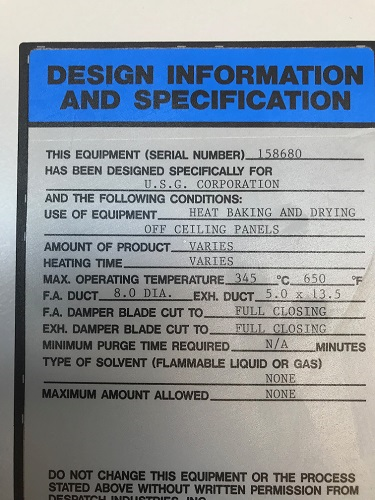 DESIGN INFORMATION
AND SPECIFICATION
THIS EQUIPMENT (SERIAL NUMBER) 158680
HAS BEEN DESIGNED SPECIFICALLY FOR
U.S.G. CORPORATION
AND THE FOLLOWING CONDITIONS:
USE OF EQUIPMENT HEAT BAKING AND DRYING
OFF CEILING PANELS
AMOUNT OF PRODUCT VARIES
HEATING TIME VARIES
MAX. OPERATING TEMPERATURE 345 °C 650 °F
F.A. DUCT 8.0 DIA. EXH. DUCT 5.0 x 13.5
F.A. DAMPER BLADE CUT TO FULL CLOSING
EXH. DAMPER BLADE CUT TO FULL CLOSING
MINIMUM PURGE TIME REQUIRED N/A MINUTES
TYPE OF SOLVENT (FLAMMABLE LIQUID OR GAS)
NONE
MAXIMUM AMOUNT ALLOWED NONE
DO NOT CHANGE THIS EQUIPMENT OR THE PROCESS
STATED ABOVE WITHOUT WRITTEN PERMISSION FROM
DESPATCH INDUSTRIES, INC.